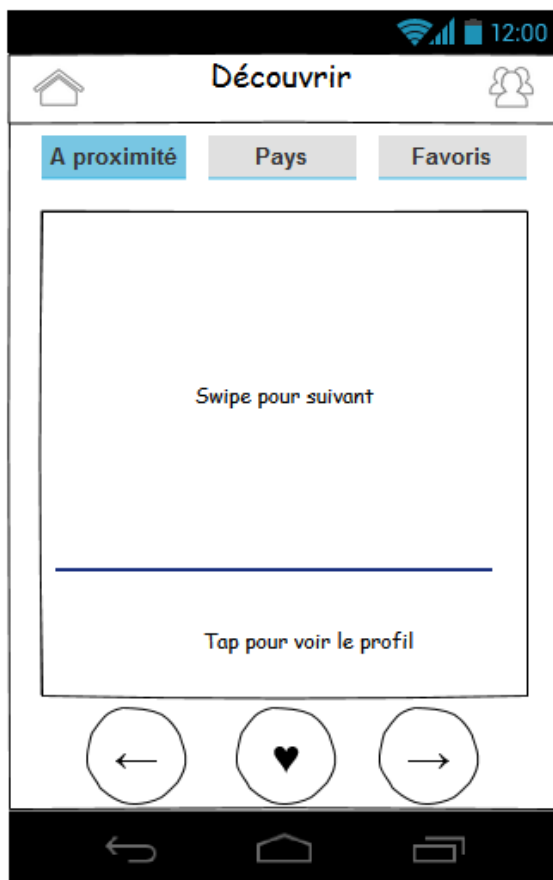 12:00
Découvrir
A proximité Pays Favoris
Swipe pour suivant
Tap pour voir le profil
← ♥ →